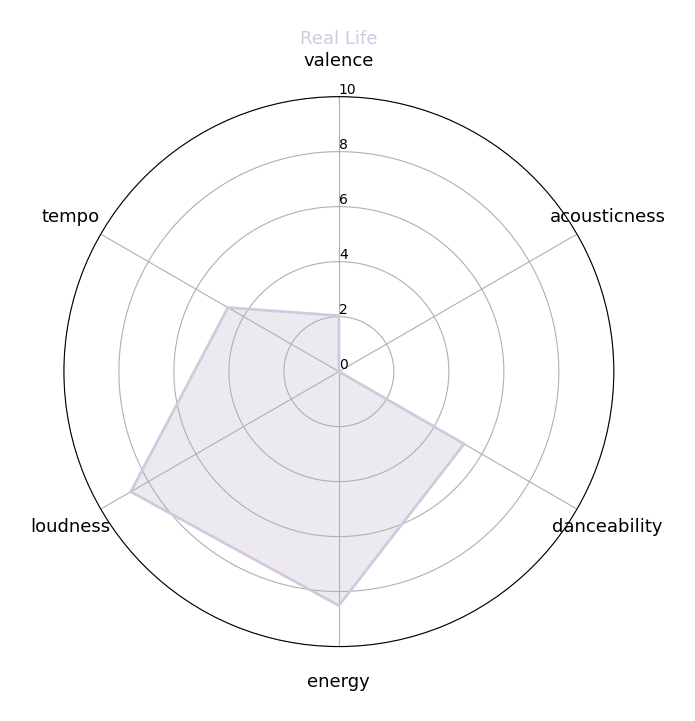 Real Life
valence
10
8
6
4
2
0
tempo
acousticness
loudness
danceability
energy